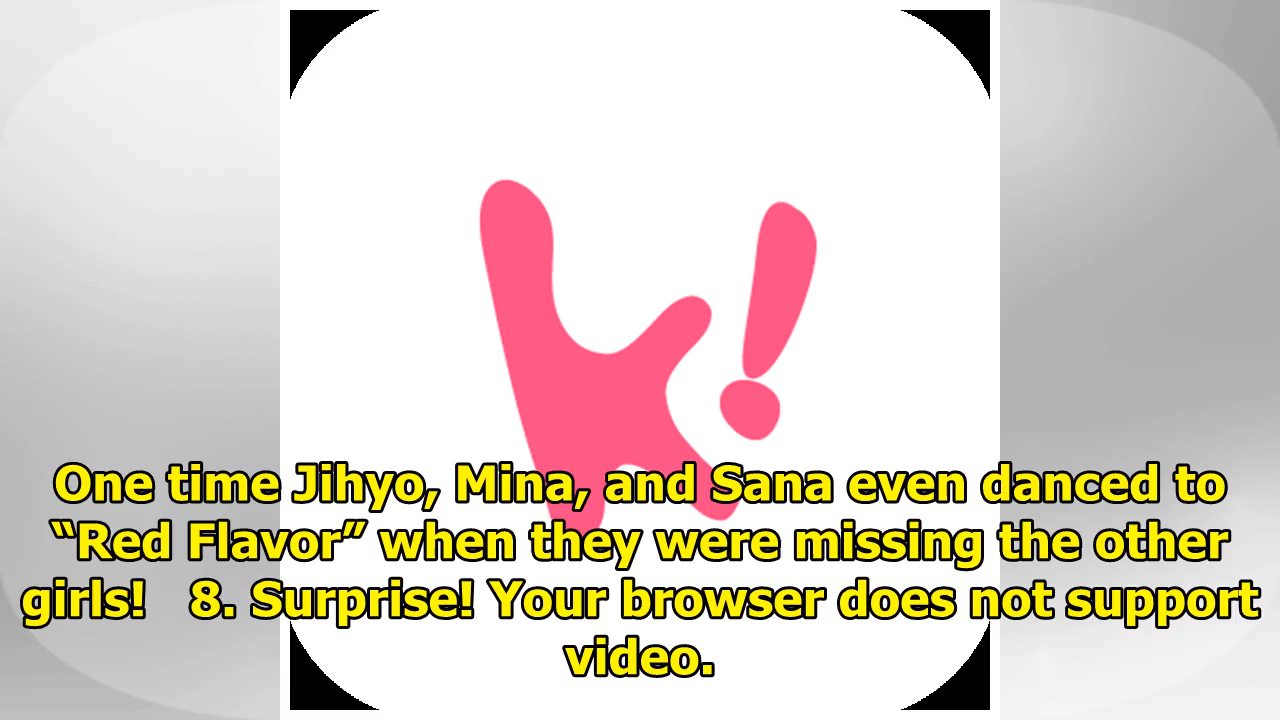 k!
One time Jihyo, Mina, and Sana even danced to
“Red Flavor” when they were missing the other
girls!   8. Surprise! Your browser does not support
video.